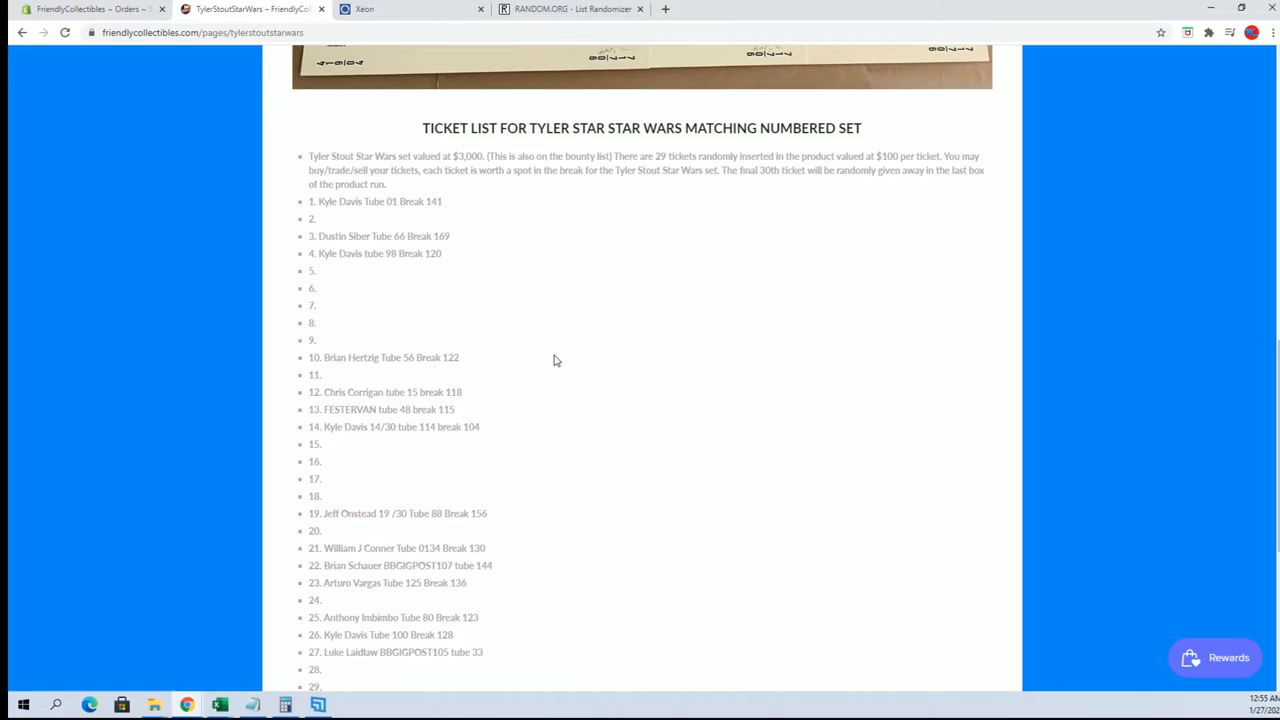 FriendlyCollectibles ~ Orders ~ S
TylerStoutStarWars – FriendlyCol
Xeon
RANDOM.ORG - List Randomizer
friendlycollectibles.com/pages/tylerstoutstarwars
41904
17109
17109
17109
TICKET LIST FOR TYLER STAR STAR WARS MATCHING NUMBERED SET
Tyler Stout Star Wars set valued at $3,000. (This is also on the bounty list) There are 29 tickets randomly inserted in the product valued at $100 per ticket. You may
buy/trade/sell your tickets, each ticket is worth a spot in the break for the Tyler Stout Star Wars set. The final 30th ticket will be randomly given away in the last box
of the product run.
1. Kyle Davis Tube 01 Break 141
2.
3. Dustin Siber Tube 66 Break 169
4. Kyle Davis tube 98 Break 120
5.
6.
7.
8.
9.
10. Brian Hertzig Tube 56 Break 122
11.
12. Chris Corrigan tube 15 break 118
13. FESTERVAN tube 48 break 115
14. Kyle Davis 14/30 tube 114 break 104
15.
16.
17.
18.
19. Jeff Onstead 19 /30 Tube 88 Break 156
20.
21. William J Conner Tube 0134 Break 130
22. Brian Schauer BBGIGPOST107 tube 144
23. Arturo Vargas Tube 125 Break 136
24.
25. Anthony Imbimbo Tube 80 Break 123
26. Kyle Davis Tube 100 Break 128
27. Luke Laidlaw BBGIGPOST105 tube 33
28.
29.
Rewards
12:55 AM
1/27/202